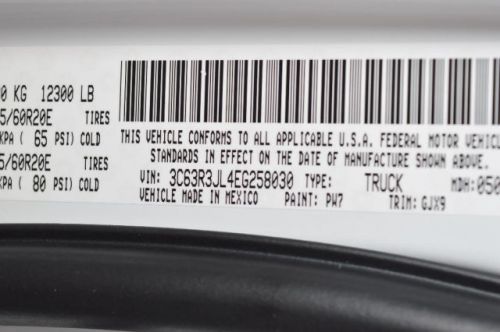 0 KG 12300 LB
5/60R20E TIRES
KPA ( 65 PSI) COLD
5/60R20E TIRES
KPA ( 80 PSI) COLD
THIS VEHICLE CONFORMS TO ALL APPLICABLE U.S.A. FEDERAL MOTOR VEHICL
STANDARDS IN EFFECT ON THE DATE OF MANUFACTURE SHOWN ABOVE.
VIN: 3C63R3JL4EG258030 TYPE: TRUCK MDH: 050
VEHICLE MADE IN MEXICO PAINT: PW7 TRIM: GJX9